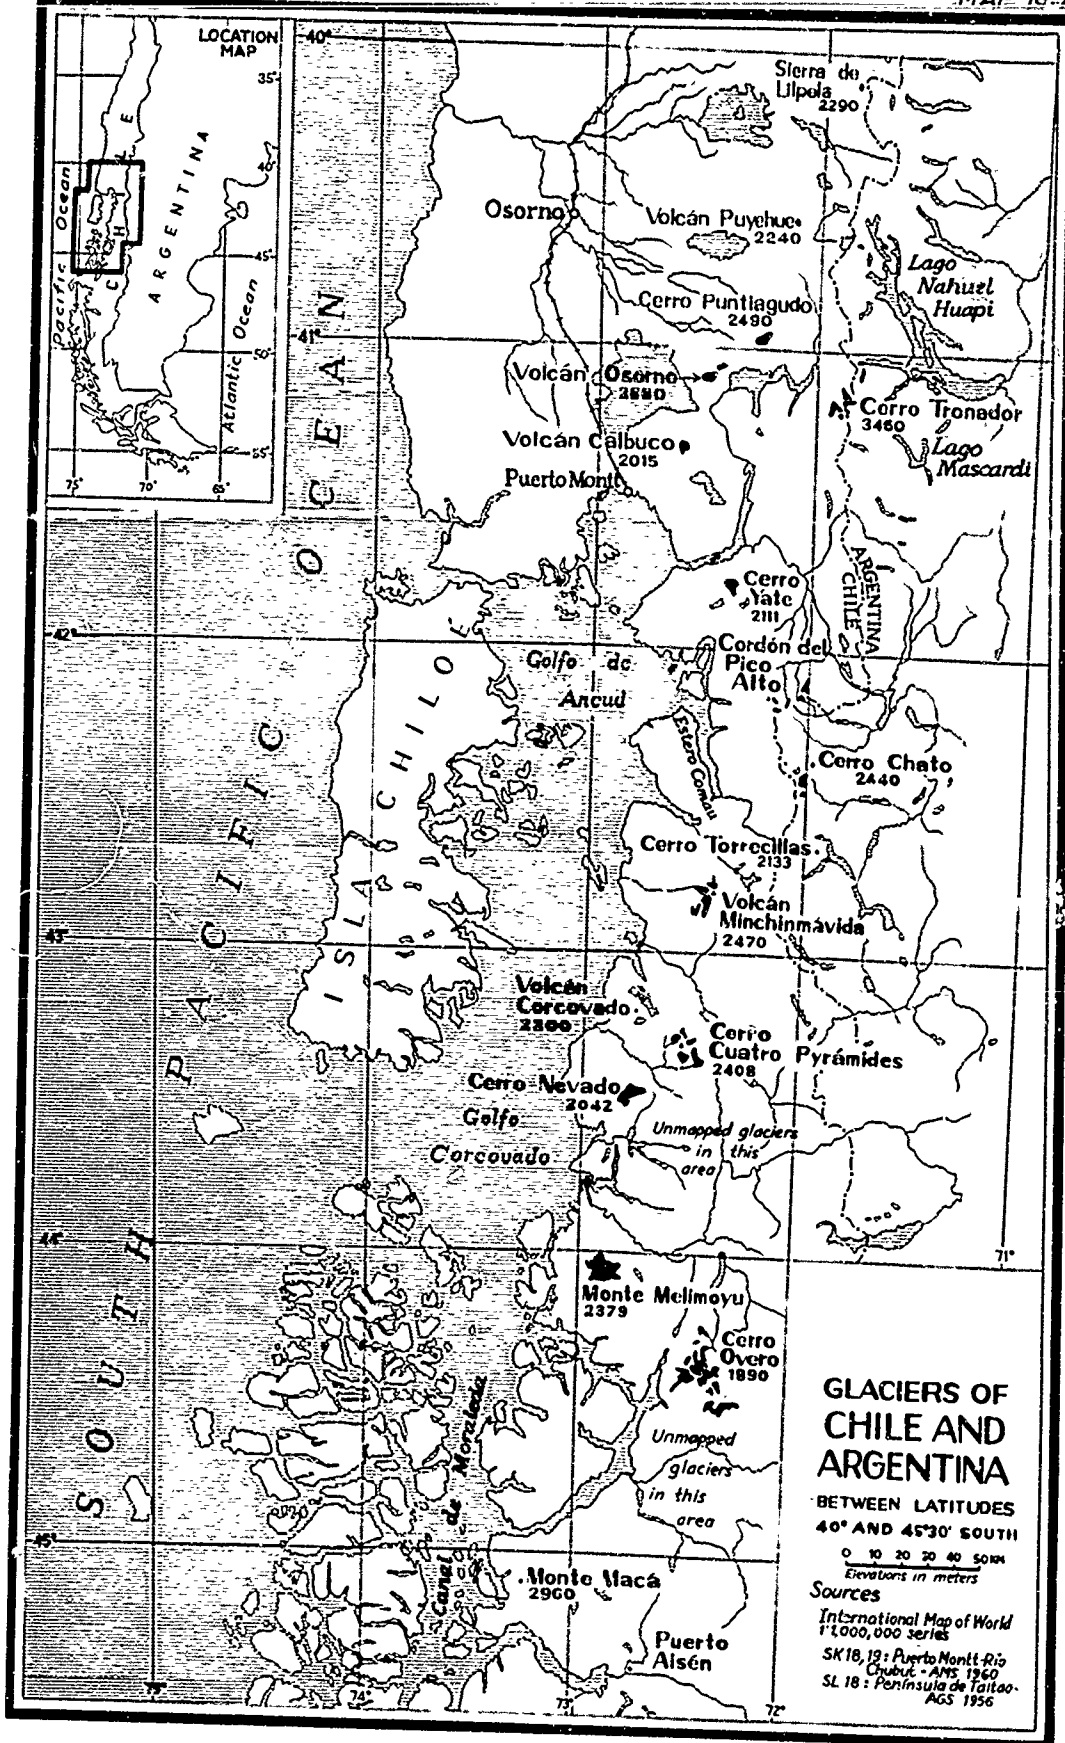 LOCATION
MAP
35°
40°
45°
50°
55°
75°
70°
65°
Pacific Ocean
CHILE
ARGENTINA
Atlantic Ocean
40°
Sierra de
Lilpela
2290
Osorno
Volcán Puyehue
2240
Lago
Nahuel
Huapi
Cerro Puntiagudo
2490
41°
Volcán Osorno
2660
Cerro Tronador
3460
Volcán Calbuco
2015
Lago
Mascardi
Puerto Montt
ARGENTINA
CHILE
Cerro
Yate
2111
42°
Golfo de
Ancud
Cordón del
Pico
Alto
Estero Comau
Cerro Chato
2440
ISLA CHILOE
Cerro Torrecillas
2133
Volcán
Minchinmávida
2470
43°
Volcán
Corcovado
2300
Cerro
Cuatro Pyrámides
2408
Cerro Nevado
2042
Golfo
Corcovado
Unmapped glaciers
in this
area
44°
71°
Monte Melimoyu
2379
Cerro
Overo
1890
Unmapped
glaciers
in this
area
Canal de Moraleda
45°
Monte Macá
2960
Puerto
Aisén
75°
74°
73°
72°
SOUTH PACIFIC OCEAN
GLACIERS OF
CHILE AND
ARGENTINA
BETWEEN LATITUDES
40° AND 45°30' SOUTH
0 10 20 30 40 50KM
Elevations in meters
Sources
International Map of World
1:1,000,000 series
SK18, 19: Puerto Montt-Río
Chubut - AMS 1960
SL 18: Península de Taitao-
AGS 1956